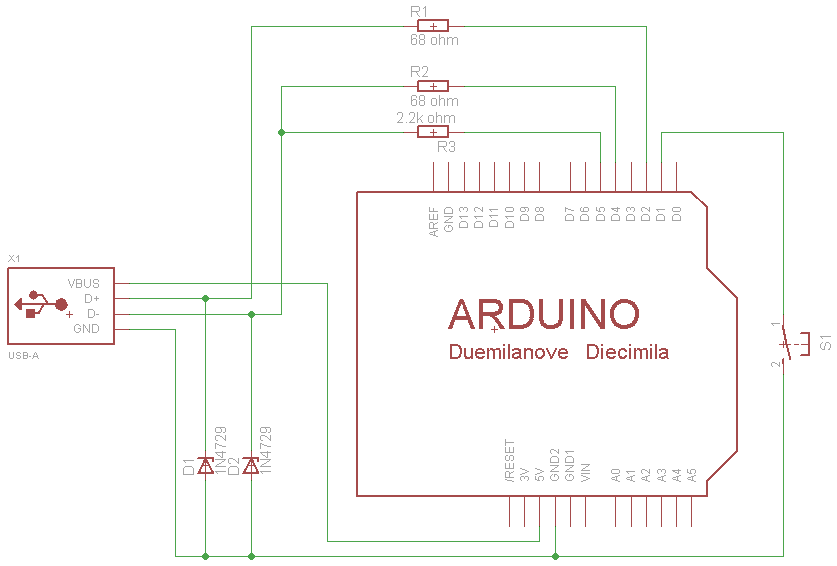 R1
68 ohm
R2
68 ohm
2.2k ohm
R3
AREF
GND
D13
D12
D11
D10
D9
D8
D7
D6
D5
D4
D3
D2
D1
D0
X1
VBUS
D+
D-
GND
USB-A
ARDUINO
Duemilanove Diecimila
1
2
S1
D1
1N4729
D2
1N4729
/RESET
3V
5V
GND2
GND1
VIN
A0
A1
A2
A3
A4
A5